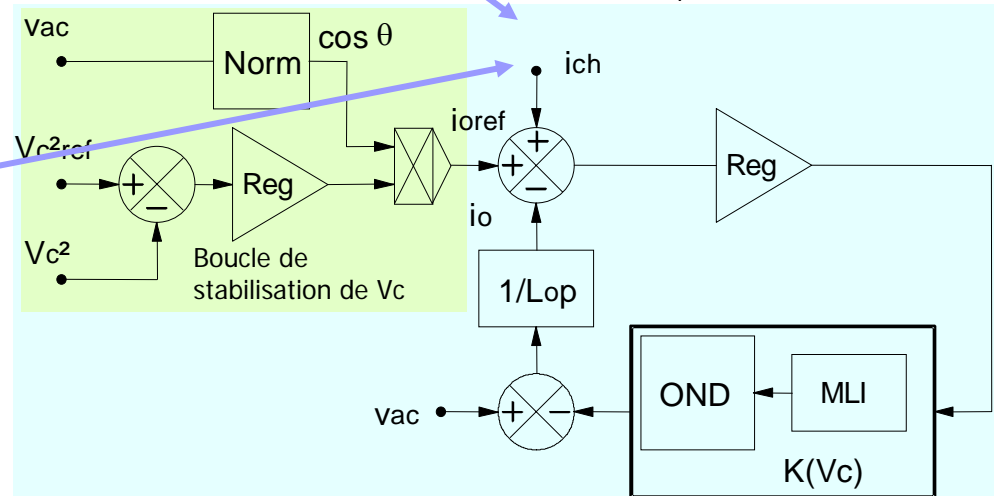 vac
Norm
cos θ
ich
ioref
Vc²ref
+
−
Reg
+
+
−
Reg
io
Vc²
Boucle de
stabilisation de Vc
1/Lop
vac
+
−
OND
MLI
K(Vc)